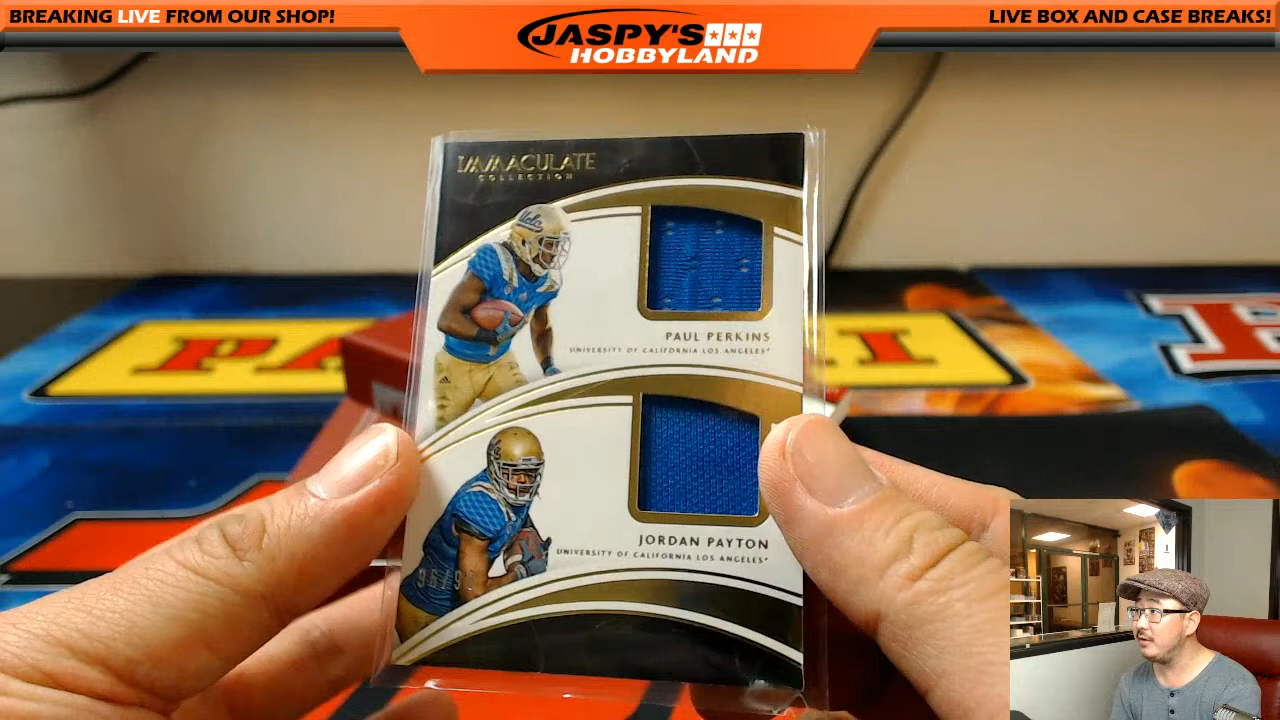 BREAKING LIVE FROM OUR SHOP!
JASPY'S
HOBBYLAND
LIVE BOX AND CASE BREAKS!
IMMACULATE
COLLECTION
Ucla
PAUL PERKINS
UNIVERSITY OF CALIFORNIA LOS ANGELES*
JORDAN PAYTON
UNIVERSITY OF CALIFORNIA LOS ANGELES*